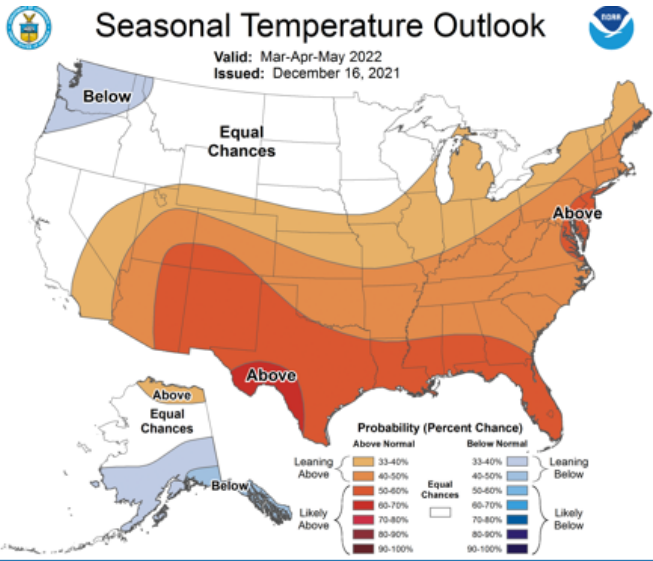 Seasonal Temperature Outlook
NOAA
Valid: Mar-Apr-May 2022
Issued: December 16, 2021
Below
Equal
Chances
Above
Above
Above
Equal
Chances
Below
Probability (Percent Chance)
Above Normal
Below Normal
Leaning
Above
33-40%
40-50%
50-60%
60-70%
70-80%
80-90%
90-100%
Likely
Above
Equal
Chances
33-40%
40-50%
50-60%
60-70%
70-80%
80-90%
90-100%
Leaning
Below
Likely
Below